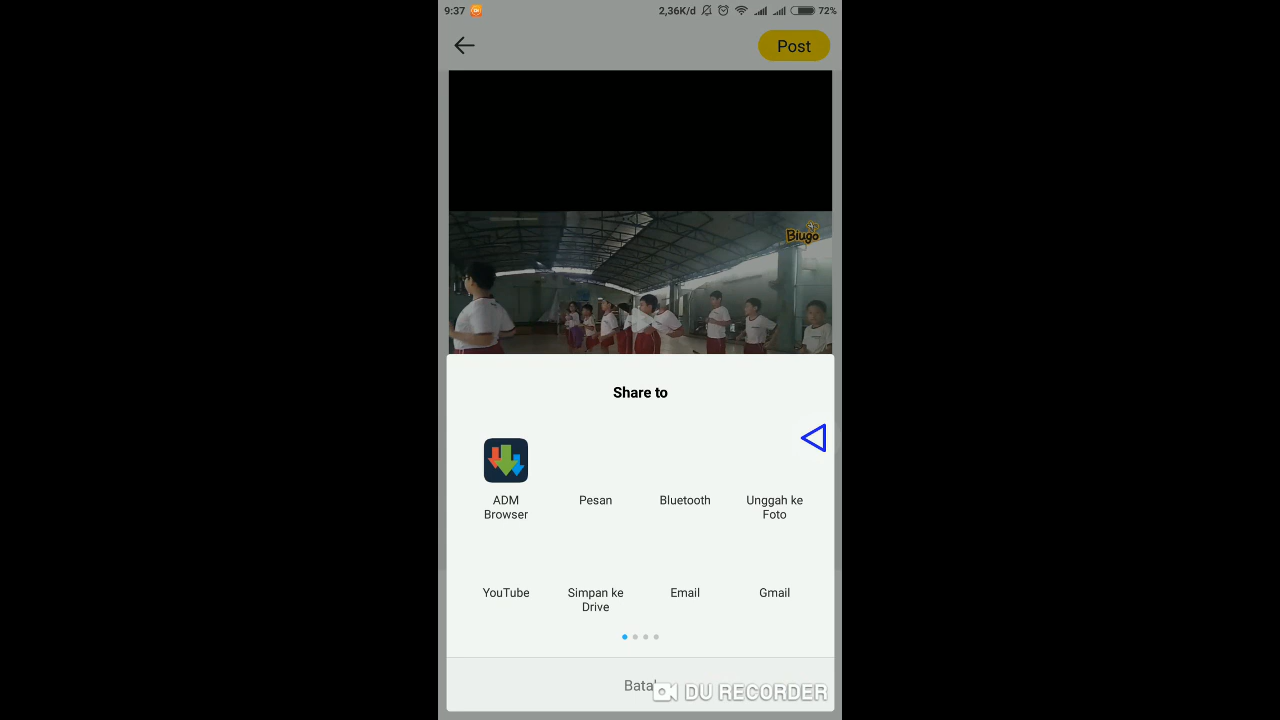 9:37
2,36K/d
72%
Post
Biugo
Share to
ADM
Browser
Pesan
Bluetooth
Unggah ke
Foto
YouTube
Simpan ke
Drive
Email
Gmail
Batal
DU RECORDER